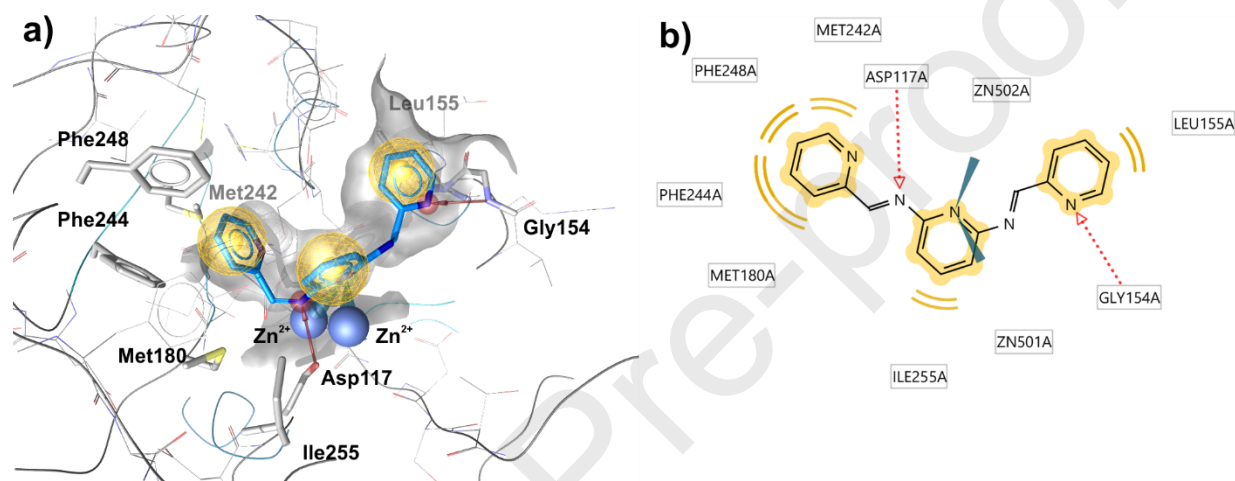 a)
Leu155
Phe248
Met242
Phe244
Gly154
Zn²⁺
Zn²⁺
Met180
Asp117
Ile255
b)
MET242A
PHE248A
ASP117A
ZN502A
LEU155A
N
N
PHE244A
N
N
N
N
MET180A
GLY154A
ZN501A
ILE255A
Pre-proo